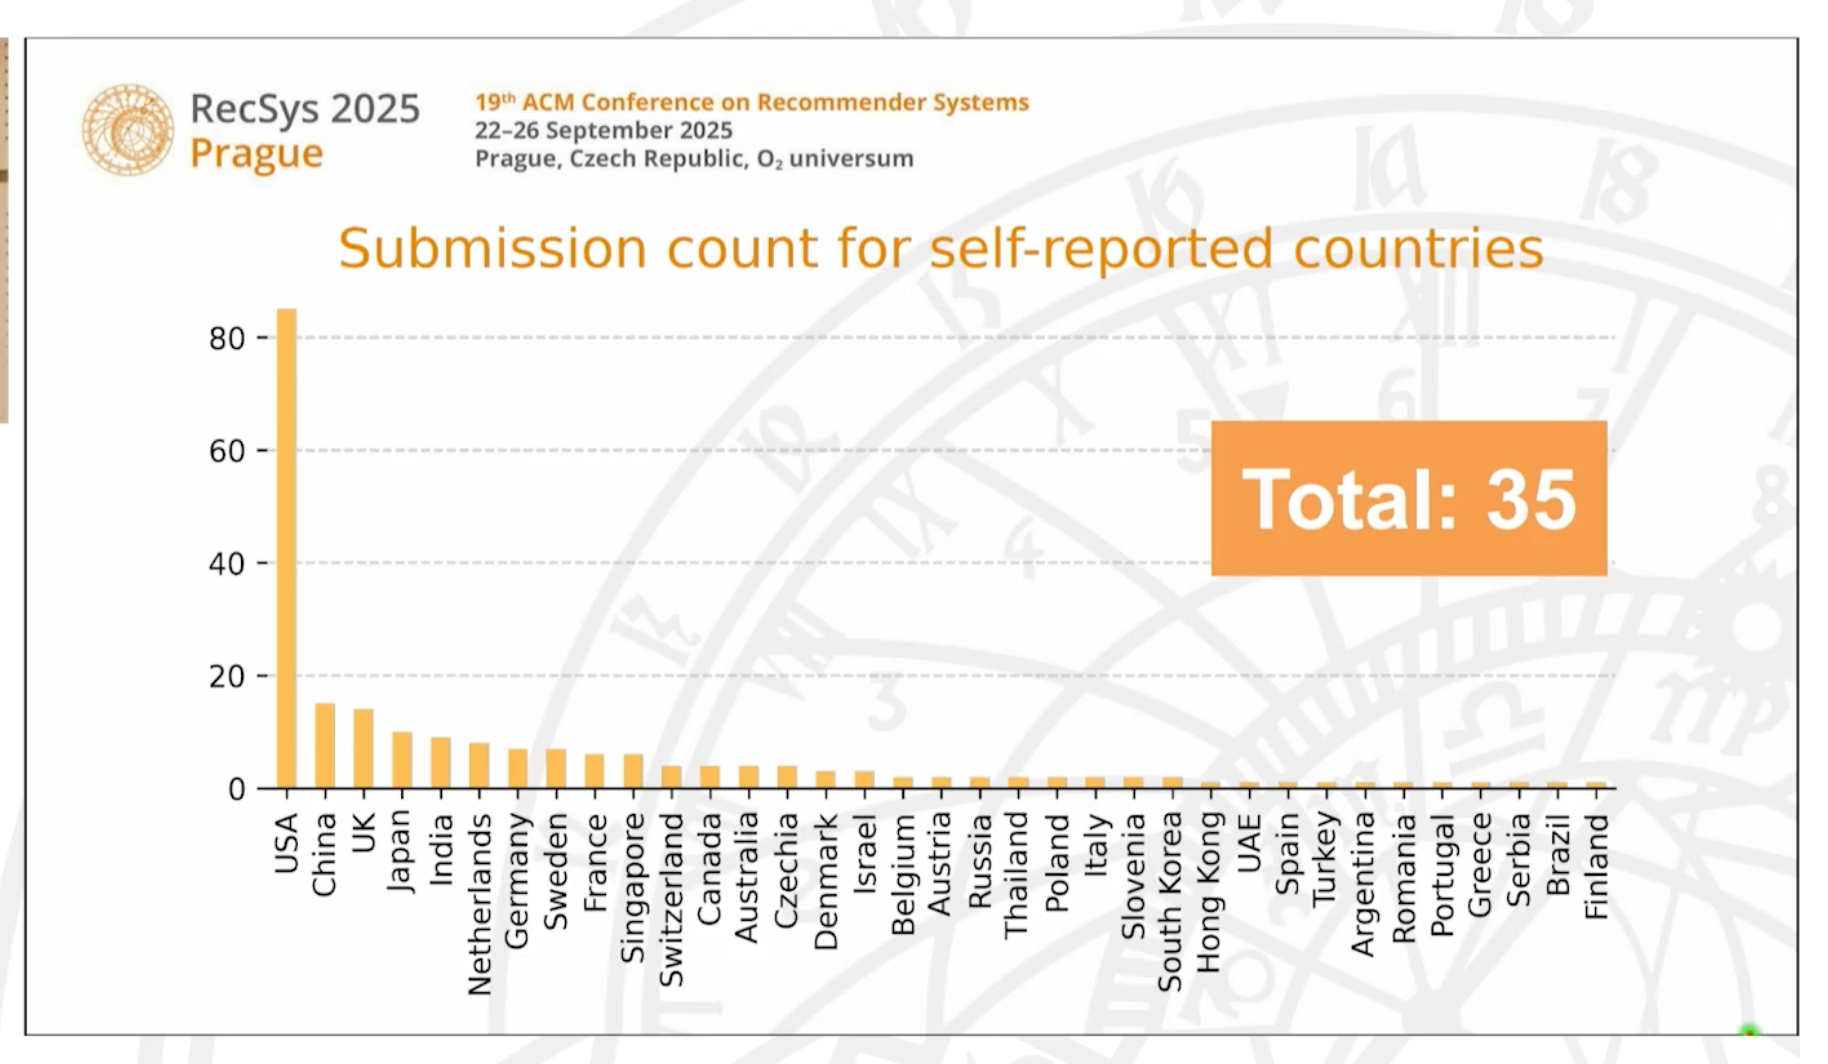 RecSys 2025
Prague
19th ACM Conference on Recommender Systems
22–26 September 2025
Prague, Czech Republic, O₂ universum
Submission count for self-reported countries
80
60
40
20
0
Total: 35
USA
China
UK
Japan
India
Netherlands
Germany
Sweden
France
Singapore
Switzerland
Canada
Australia
Czechia
Denmark
Israel
Belgium
Austria
Russia
Thailand
Poland
Italy
Slovenia
South Korea
Hong Kong
UAE
Spain
Turkey
Argentina
Romania
Portugal
Greece
Serbia
Brazil
Finland